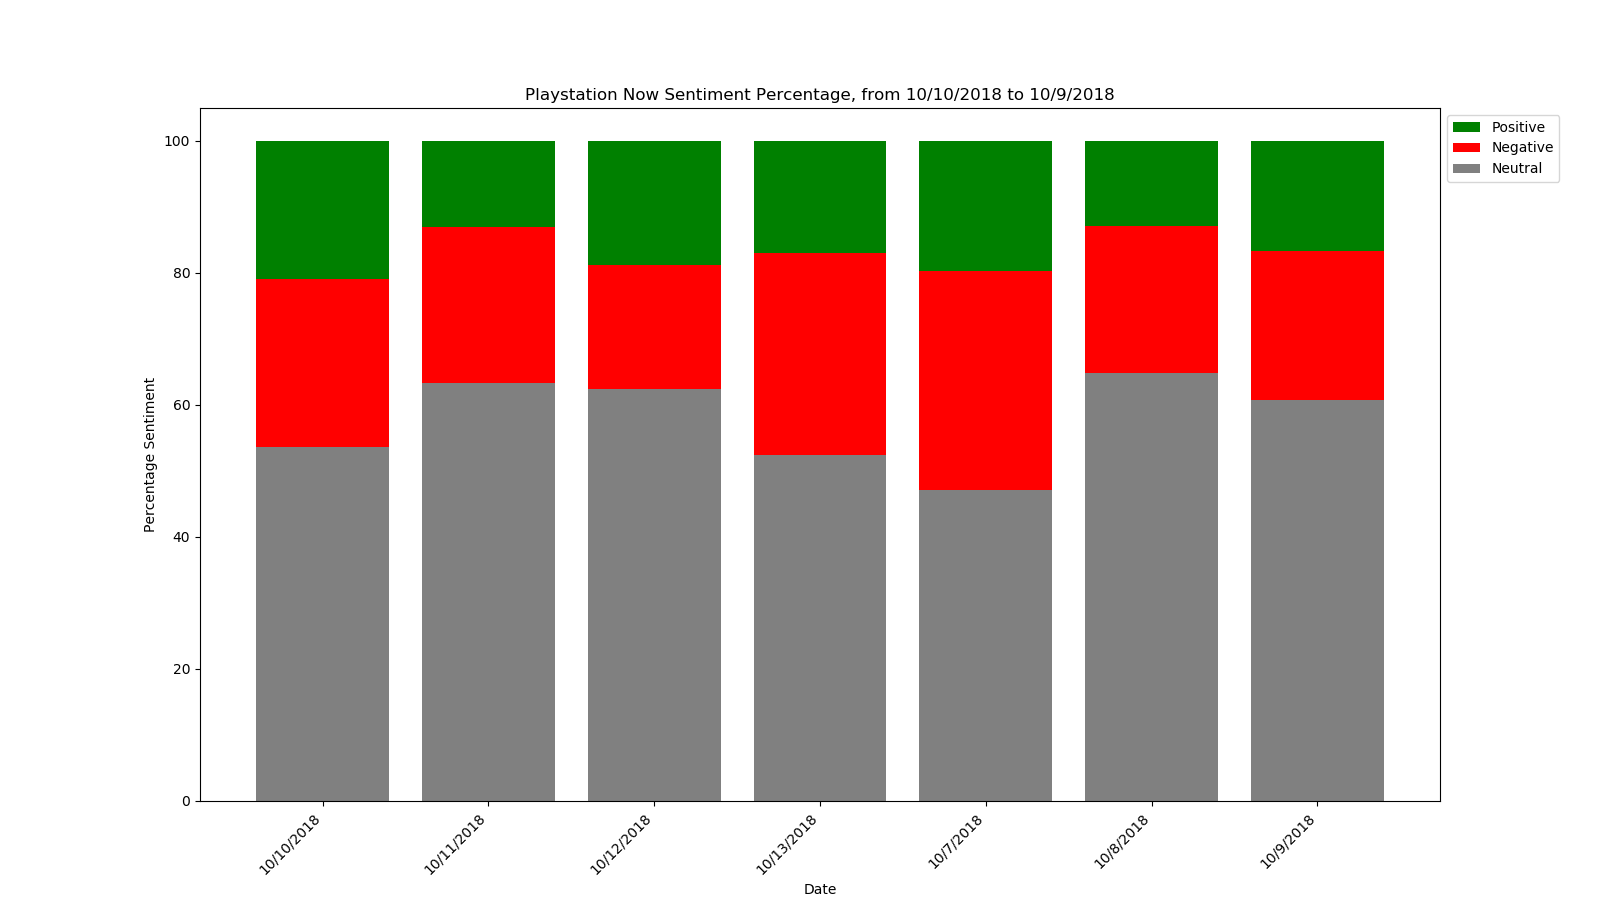 Playstation Now Sentiment Percentage, from 10/10/2018 to 10/9/2018
Positive
Negative
Neutral
Percentage Sentiment
100
80
60
40
20
0
10/10/2018
10/11/2018
10/12/2018
10/13/2018
10/7/2018
10/8/2018
10/9/2018
Date